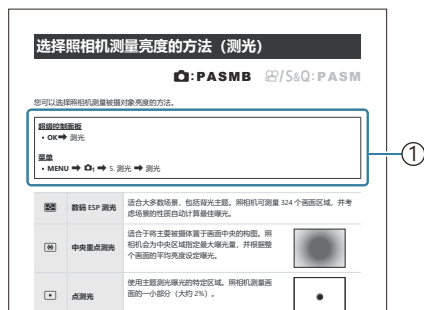 选择照相机测量亮度的方法（测光）
:PASMB /S&Q:PASM
您可以选择照相机测量被摄对象亮度的方法。
超级控制面板
• OK ➡ 测光
菜单
• MENU ➡ 1 ➡ 5. 测光 ➡ 测光
1
数码 ESP 测光
适合大多数场景，包括背光主题。照相机可测量 324 个画面区域，并考
虑场景的性质自动计算最佳曝光。
中央重点测光
适合于将主要被摄体置于画面中央的构图。照
相机会为中央区域指定最大曝光量，并根据整
个画面的平均亮度设定曝光。
点测光
使用主题测光曝光的特定区域。照相机测量画
面的一小部分（大约 2%）。